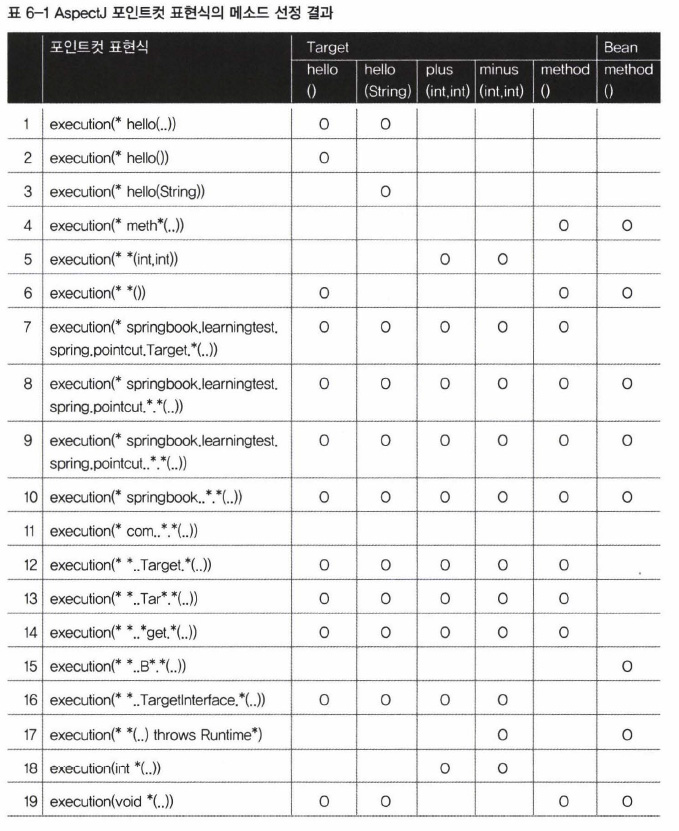 표 6-1 AspectJ 포인트컷 표현식의 메소드 선정 결과
포인트컷 표현식 Target Bean
hello hello plus minus method method
() (String) (int,int) (int,int) () ()
1 execution(* hello(..)) O O
2 execution(* hello()) O
3 execution(* hello(String)) O
4 execution(* meth*(..)) O O
5 execution(* *(int,int)) O O
6 execution(* *()) O O O
7 execution(* springbook.learningtest. O O O O O
spring.pointcut.Target.*(..))
8 execution(* springbook.learningtest. O O O O O O
spring.pointcut.*.*(..))
9 execution(* springbook.learningtest. O O O O O O
spring.pointcut..*.*(..))
10 execution(* springbook..*.*(..)) O O O O O O
11 execution(* com..*.*(..))
12 execution(* *..Target.*(..)) O O O O O
13 execution(* *..Tar*.*(..)) O O O O O
14 execution(* *..*get.*(..)) O O O O O
15 execution(* *..B*.*(..)) O
16 execution(* *..TargetInterface.*(..)) O O O O
17 execution(* *(..) throws Runtime*) O O
18 execution(int *(..)) O O
19 execution(void *(..)) O O O O